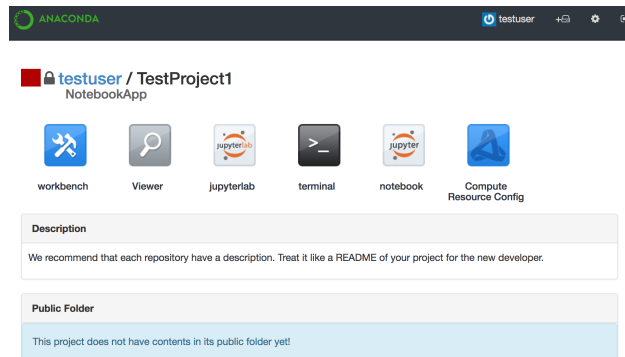 ANACONDA
testuser
testuser / TestProject1
NotebookApp
jupyterlab
>_
jupyter
workbench
Viewer
jupyterlab
terminal
notebook
Compute
Resource Config
Description
We recommend that each repository have a description. Treat it like a README of your project for the new developer.
Public Folder
This project does not have contents in its public folder yet!